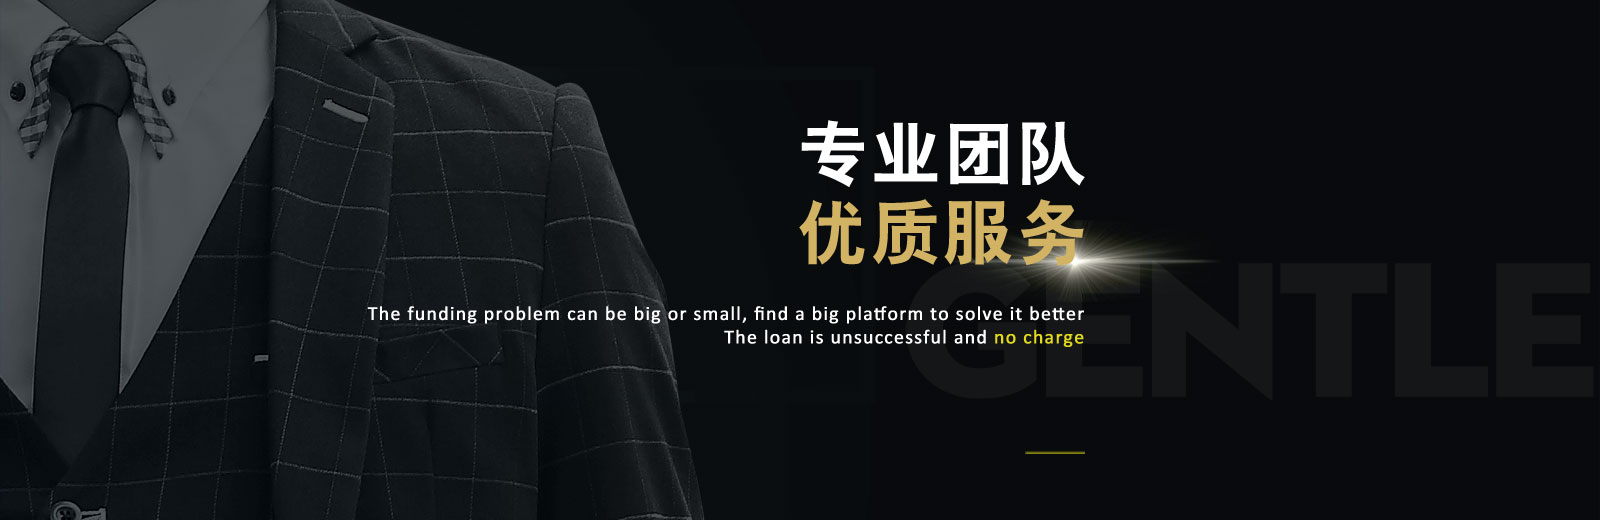 专业团队
优质服务
GENTLE
The funding problem can be big or small, find a big platform to solve it better
The loan is unsuccessful and no charge